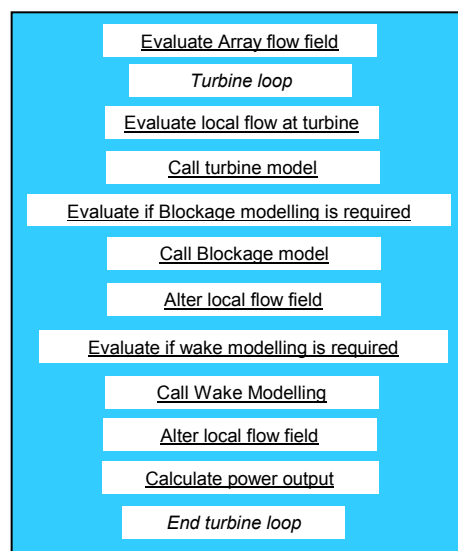 Evaluate Array flow field
Turbine loop
Evaluate local flow at turbine
Call turbine model
Evaluate if Blockage modelling is required
Call Blockage model
Alter local flow field
Evaluate if wake modelling is required
Call Wake Modelling
Alter local flow field
Calculate power output
End turbine loop